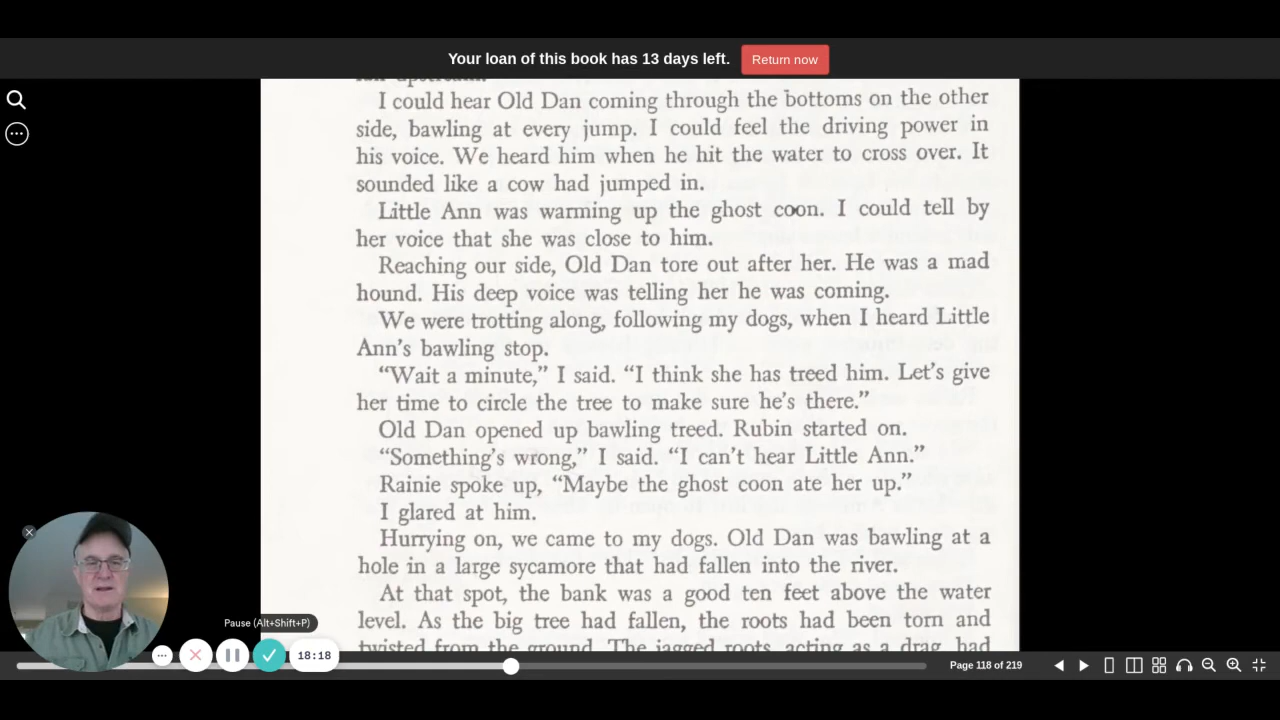 Your loan of this book has 13 days left. Return now
I could hear Old Dan coming through the bottoms on the other
side, bawling at every jump. I could feel the driving power in
his voice. We heard him when he hit the water to cross over. It
sounded like a cow had jumped in.
Little Ann was warming up the ghost coon. I could tell by
her voice that she was close to him.
Reaching our side, Old Dan tore out after her. He was a mad
hound. His deep voice was telling her he was coming.
We were trotting along, following my dogs, when I heard Little
Ann's bawling stop.
“Wait a minute,” I said. “I think she has treed him. Let's give
her time to circle the tree to make sure he's there.”
Old Dan opened up bawling treed. Rubin started on.
“Something's wrong,” I said. “I can't hear Little Ann.”
Rainie spoke up, “Maybe the ghost coon ate her up.”
I glared at him.
Hurrying on, we came to my dogs. Old Dan was bawling at a
hole in a large sycamore that had fallen into the river.
At that spot, the bank was a good ten feet above the water
level. As the big tree had fallen, the roots had been torn and
twisted from the ground. The jagged roots, acting as a drag, had
Pause (Alt+Shift+P)
18:18
Page 118 of 219